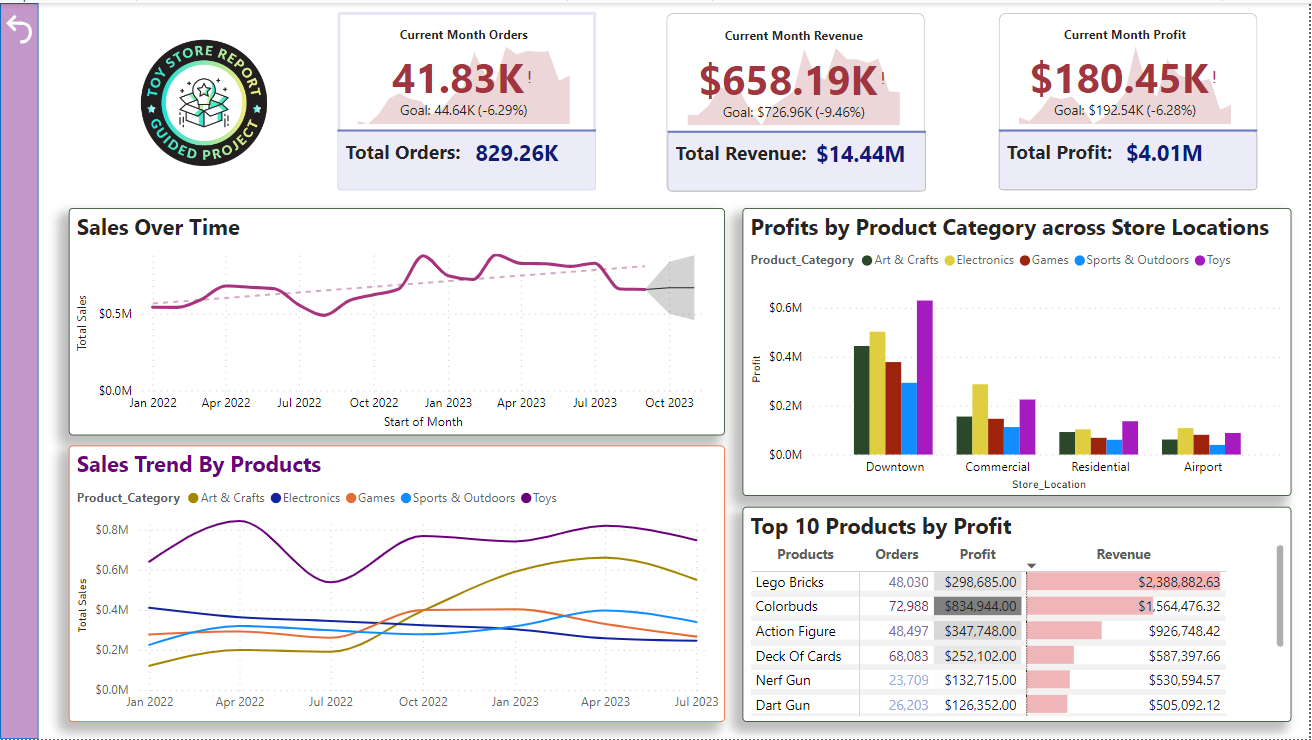 TOY STORE REPORT
GUIDED PROJECT
Current Month Orders
41.83K!
Goal: 44.64K (-6.29%)
Total Orders: 829.26K
Current Month Revenue
$658.19K!
Goal: $726.96K (-9.46%)
Total Revenue: $14.44M
Current Month Profit
$180.45K!
Goal: $192.54K (-6.28%)
Total Profit: $4.01M
Sales Over Time
Total Sales
$0.5M
$0.0M
Jan 2022 Apr 2022 Jul 2022 Oct 2022 Jan 2023 Apr 2023 Jul 2023 Oct 2023
Start of Month
Profits by Product Category across Store Locations
Product_Category Art & Crafts Electronics Games Sports & Outdoors Toys
Profit
$0.6M
$0.4M
$0.2M
$0.0M
Downtown Commercial Residential Airport
Store_Location
Sales Trend By Products
Product_Category Art & Crafts Electronics Games Sports & Outdoors Toys
Total Sales
$0.8M
$0.6M
$0.4M
$0.2M
$0.0M
Jan 2022 Apr 2022 Jul 2022 Oct 2022 Jan 2023 Apr 2023 Jul 2023
Top 10 Products by Profit
Products Orders Profit Revenue
Lego Bricks 48,030 $298,685.00 $2,388,882.63
Colorbuds 72,988 $834,944.00 $1,564,476.32
Action Figure 48,497 $347,748.00 $926,748.42
Deck Of Cards 68,083 $252,102.00 $587,397.66
Nerf Gun 23,709 $132,715.00 $530,594.57
Dart Gun 26,203 $126,352.00 $505,092.12